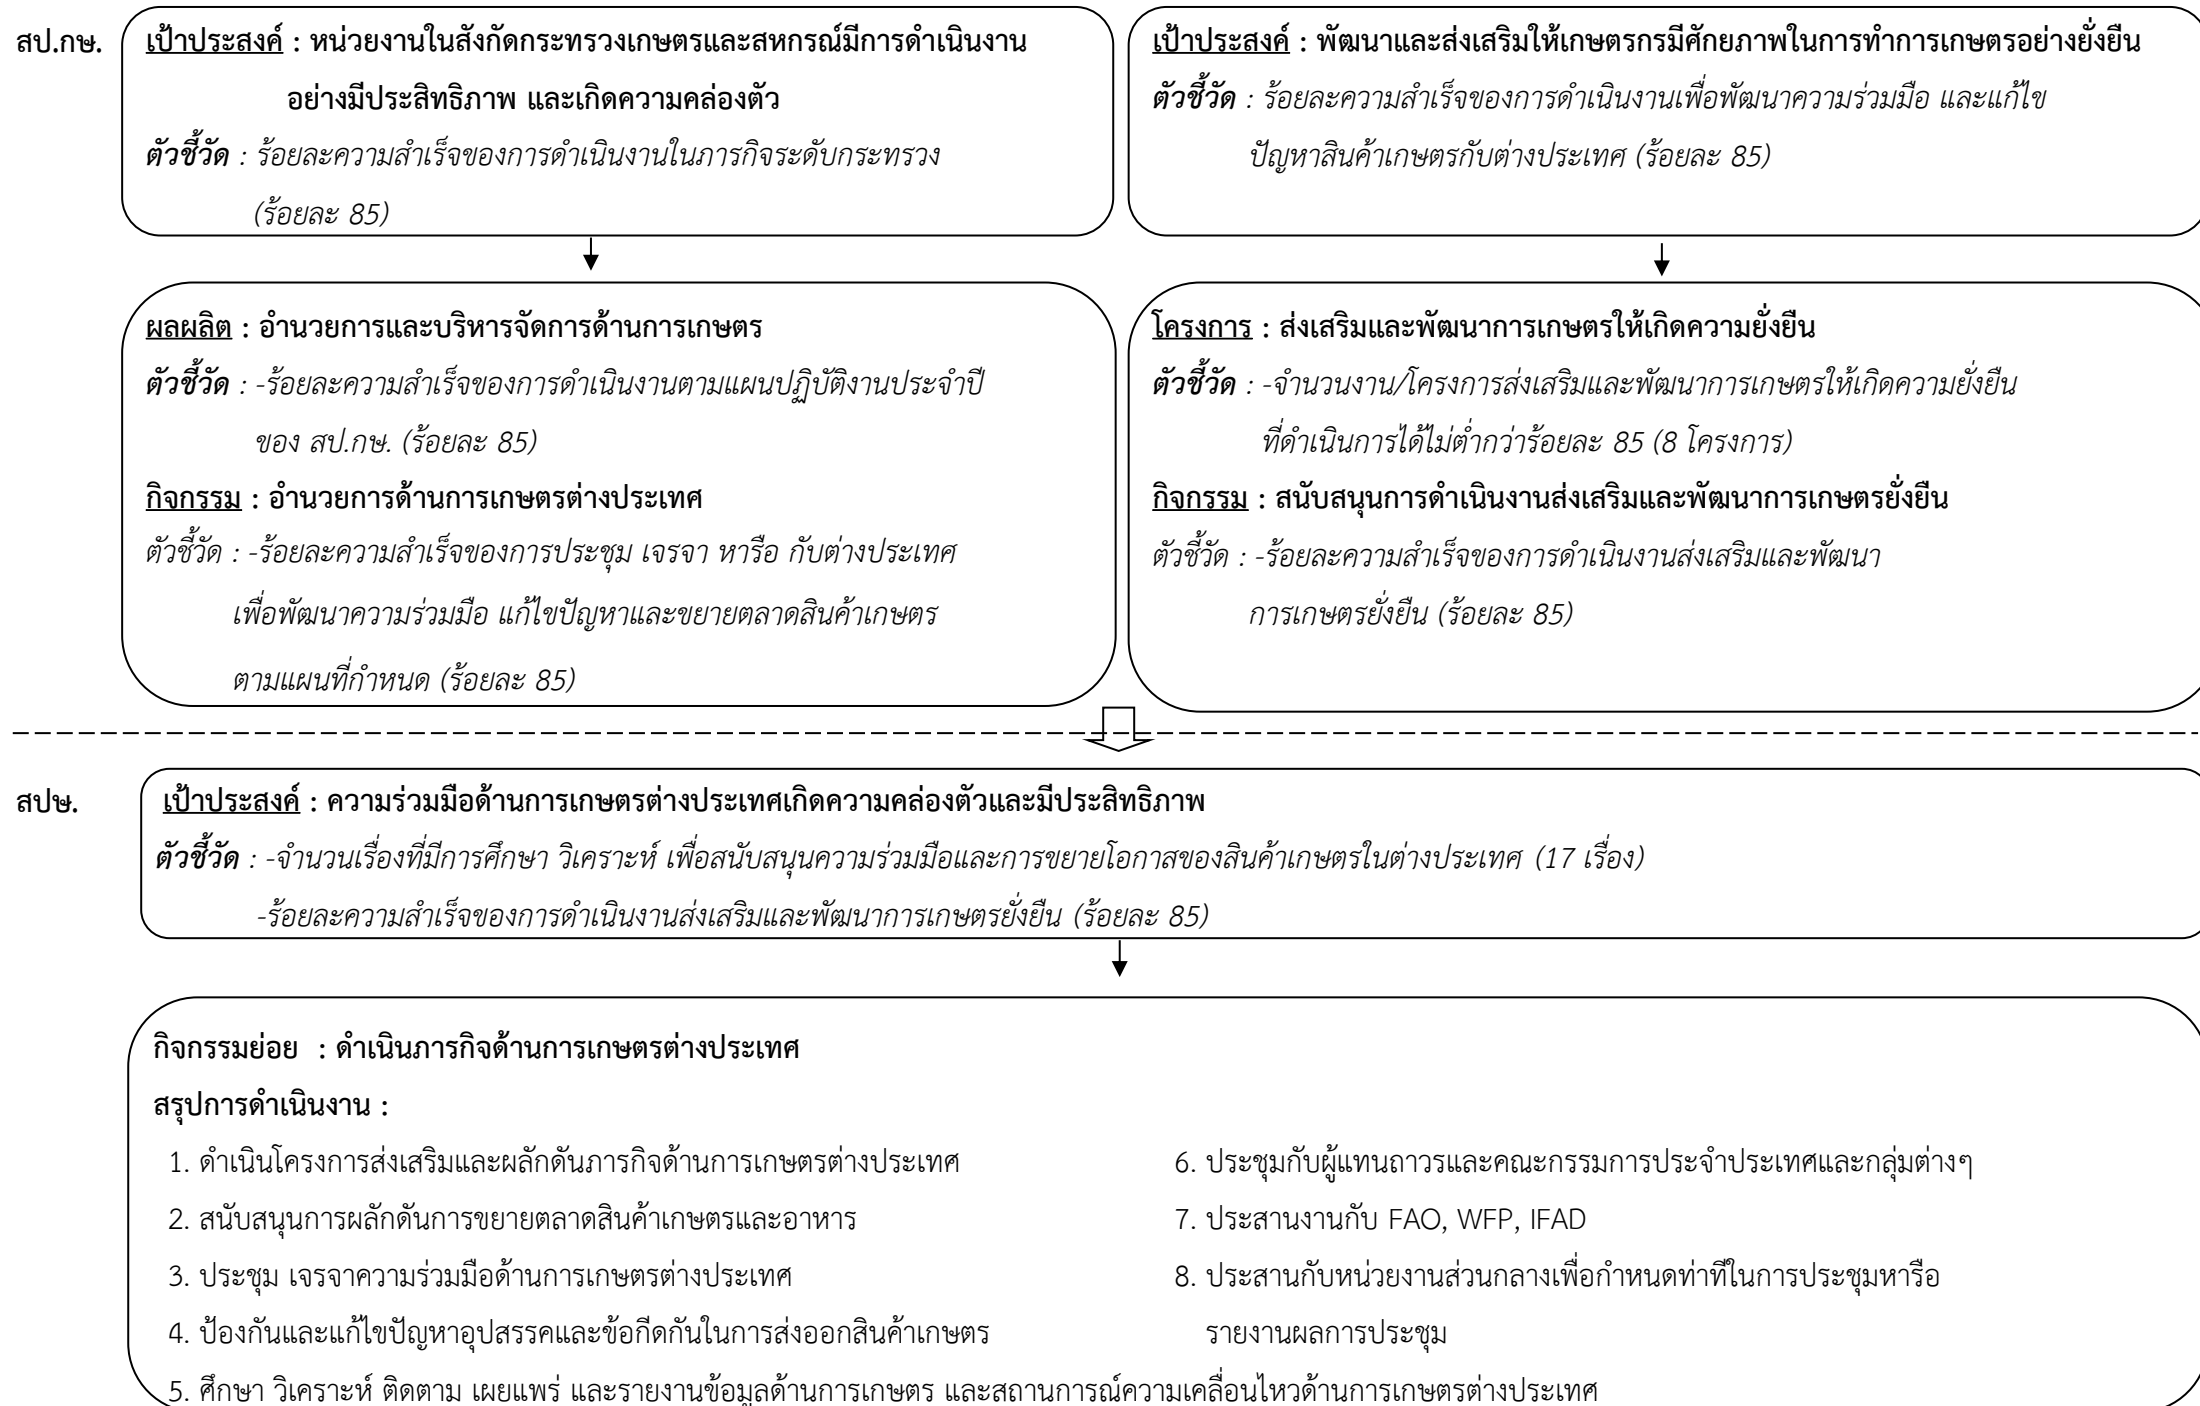 สป.กษ.
เป้าประสงค์ : หน่วยงานในสังกัดกระทรวงเกษตรและสหกรณ์มีการดำเนินงาน
อย่างมีประสิทธิภาพ และเกิดความคล่องตัว
ตัวชี้วัด : ร้อยละความสำเร็จของการดำเนินงานในภารกิจระดับกระทรวง
(ร้อยละ 85)
เป้าประสงค์ : พัฒนาและส่งเสริมให้เกษตรกรมีศักยภาพในการทำการเกษตรอย่างยั่งยืน
ตัวชี้วัด : ร้อยละความสำเร็จของการดำเนินงานเพื่อพัฒนาความร่วมมือ และแก้ไข
ปัญหาสินค้าเกษตรกับต่างประเทศ (ร้อยละ 85)
ผลผลิต : อำนวยการและบริหารจัดการด้านการเกษตร
ตัวชี้วัด : -ร้อยละความสำเร็จของการดำเนินงานตามแผนปฏิบัติงานประจำปี
ของ สป.กษ. (ร้อยละ 85)
กิจกรรม : อำนวยการด้านการเกษตรต่างประเทศ
ตัวชี้วัด : -ร้อยละความสำเร็จของการประชุม เจรจา หารือ กับต่างประเทศ
เพื่อพัฒนาความร่วมมือ แก้ไขปัญหาและขยายตลาดสินค้าเกษตร
ตามแผนที่กำหนด (ร้อยละ 85)
โครงการ : ส่งเสริมและพัฒนาการเกษตรให้เกิดความยั่งยืน
ตัวชี้วัด : -จำนวนงาน/โครงการส่งเสริมและพัฒนาการเกษตรให้เกิดความยั่งยืน
ที่ดำเนินการได้ไม่ต่ำกว่าร้อยละ 85 (8 โครงการ)
กิจกรรม : สนับสนุนการดำเนินงานส่งเสริมและพัฒนาการเกษตรยั่งยืน
ตัวชี้วัด : -ร้อยละความสำเร็จของการดำเนินงานส่งเสริมและพัฒนา
การเกษตรยั่งยืน (ร้อยละ 85)
สปษ.
เป้าประสงค์ : ความร่วมมือด้านการเกษตรต่างประเทศเกิดความคล่องตัวและมีประสิทธิภาพ
ตัวชี้วัด : -จำนวนเรื่องที่มีการศึกษา วิเคราะห์ เพื่อสนับสนุนความร่วมมือและการขยายโอกาสของสินค้าเกษตรในต่างประเทศ (17 เรื่อง)
-ร้อยละความสำเร็จของการดำเนินงานส่งเสริมและพัฒนาการเกษตรยั่งยืน (ร้อยละ 85)
กิจกรรมย่อย : ดำเนินภารกิจด้านการเกษตรต่างประเทศ
สรุปการดำเนินงาน :
1. ดำเนินโครงการส่งเสริมและผลักดันภารกิจด้านการเกษตรต่างประเทศ
2. สนับสนุนการผลักดันการขยายตลาดสินค้าเกษตรและอาหาร
3. ประชุม เจรจาความร่วมมือด้านการเกษตรต่างประเทศ
4. ป้องกันและแก้ไขปัญหาอุปสรรคและข้อกีดกันในการส่งออกสินค้าเกษตร
5. ศึกษา วิเคราะห์ ติดตาม เผยแพร่ และรายงานข้อมูลด้านการเกษตร และสถานการณ์ความเคลื่อนไหวด้านการเกษตรต่างประเทศ
6. ประชุมกับผู้แทนถาวรและคณะกรรมการประจำประเทศและกลุ่มต่างๆ
7. ประสานงานกับ FAO, WFP, IFAD
8. ประสานกับหน่วยงานส่วนกลางเพื่อกำหนดท่าทีในการประชุมหารือ
รายงานผลการประชุม